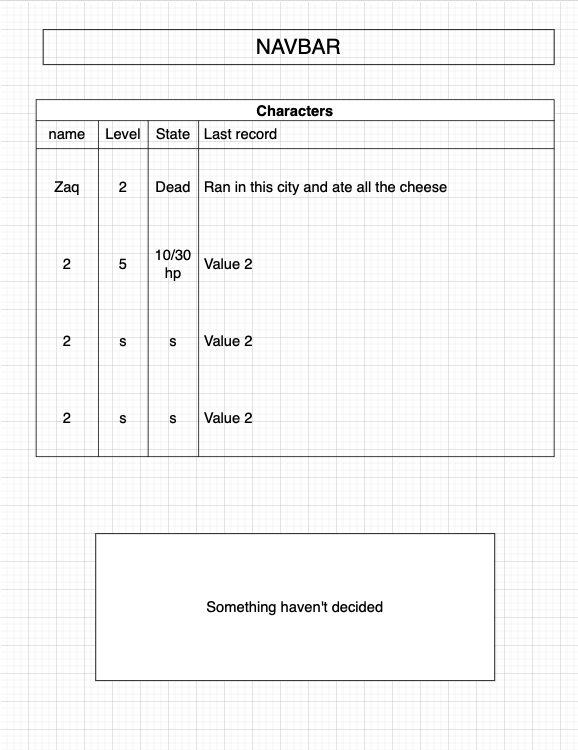 NAVBAR
Characters
name Level State Last record
Zaq 2 Dead Ran in this city and ate all the cheese
2 5 10/30 hp Value 2
2 s s Value 2
2 s s Value 2
Something haven't decided